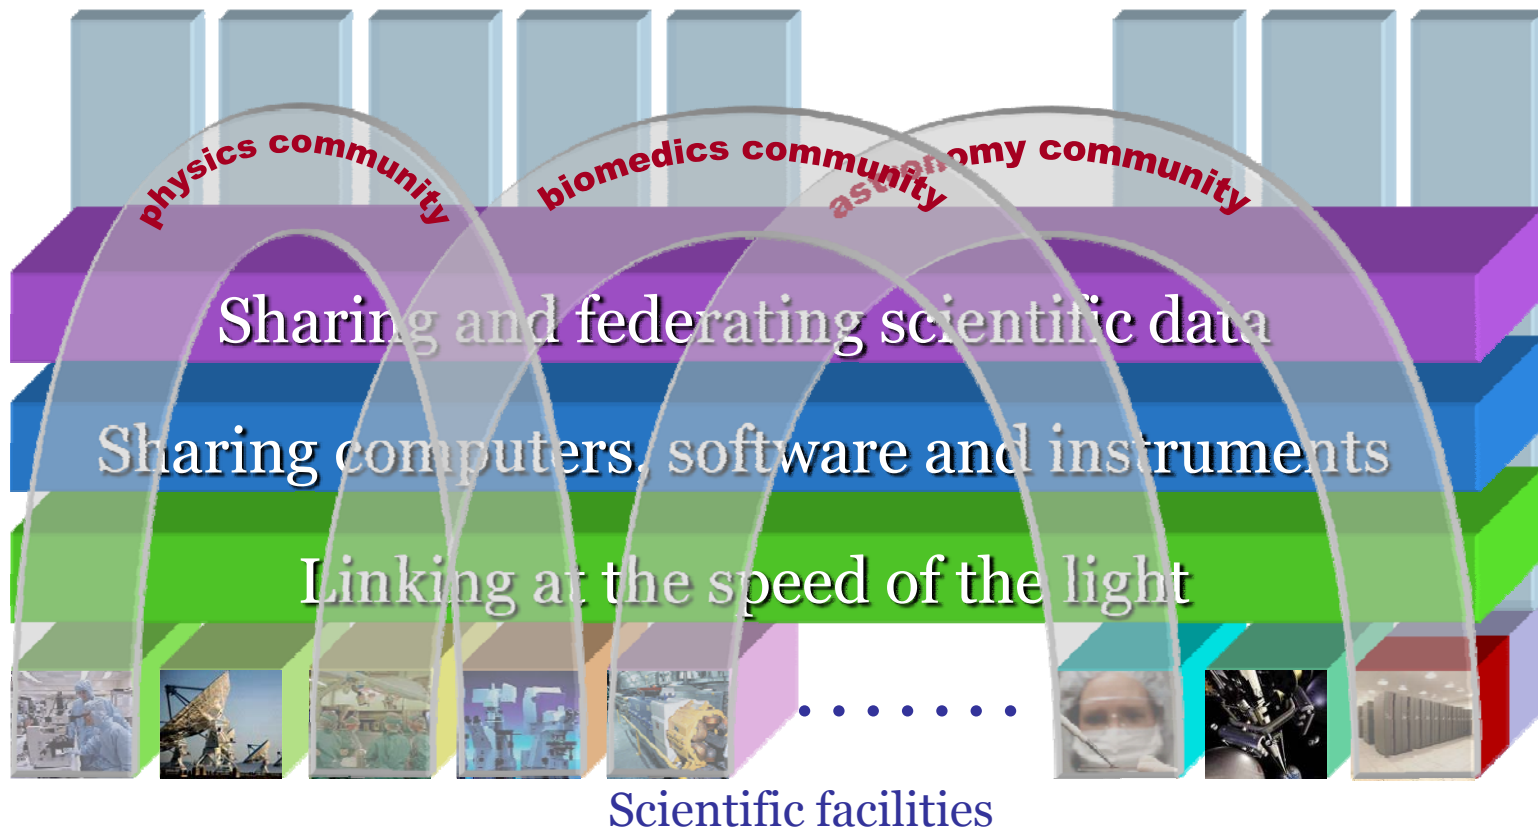 physics community
biomedics community
astronomy community
Sharing and federating scientific data
Sharing computers, software and instruments
Linking at the speed of the light
Scientific facilities